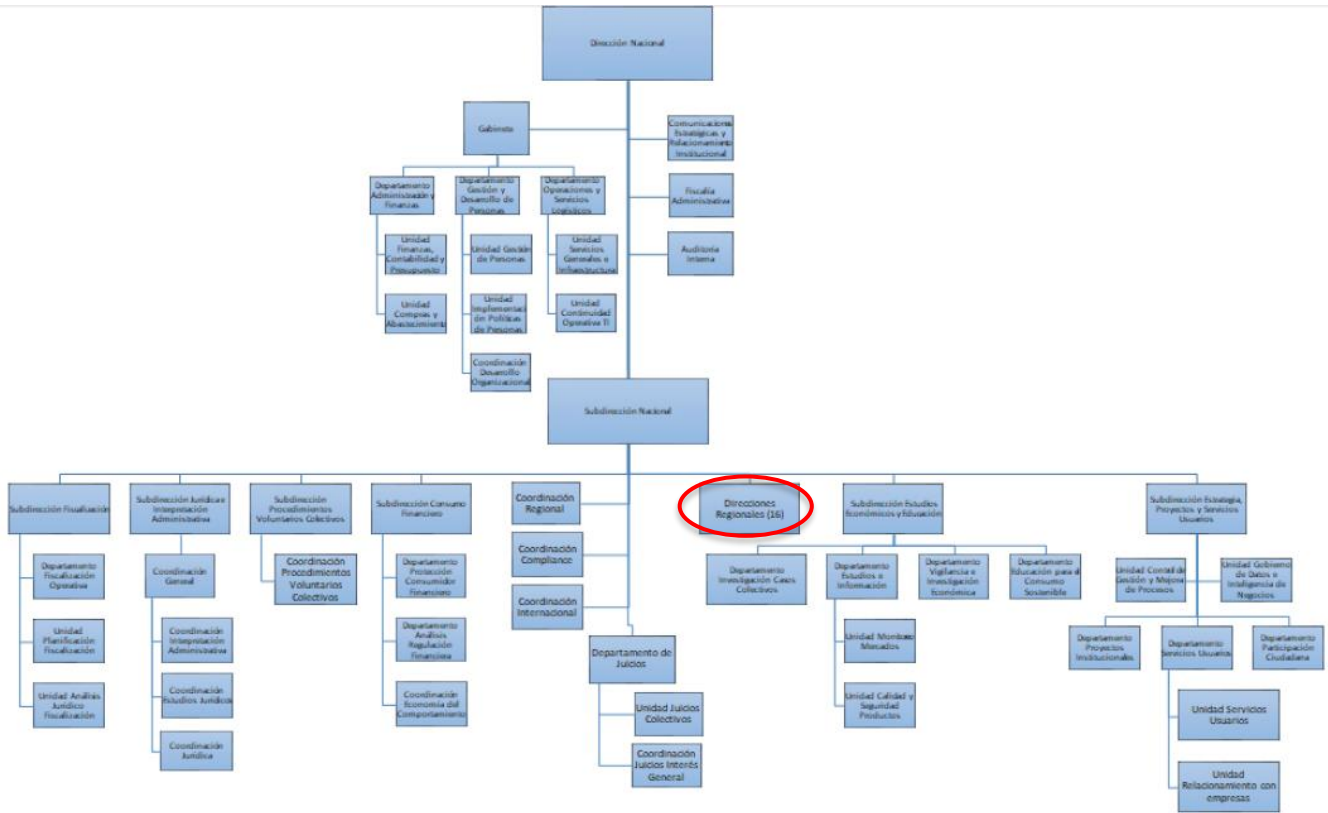 Dirección Nacional
Gabinete
Comunicaciones
Estratégicas y
Relacionamiento
Institucional
Departamento
Administración y
Finanzas
Departamento
Gestión y
Desarrollo de
Personas
Departamento
Operaciones y
Servicios
Logísticos
Fiscalía
Administrativa
Unidad
Finanzas,
Contabilidad y
Presupuesto
Unidad Gestión
de Personas
Unidad
Servicios
Generales e
Infraestructura
Auditoría
Interna
Unidad
Compras y
Abastecimiento
Unidad
Implementaci
ón Políticas
de Personas
Unidad
Continuidad
Operativa TI
Coordinación
Desarrollo
Organizacional
Subdirección Nacional
Subdirección Fiscalización
Subdirección Jurídica e
Interpretación
Administrativa
Subdirección
Procedimientos
Voluntarios Colectivos
Subdirección Consumo
Financiero
Coordinación
Regional
Direcciones
Regionales (16)
Subdirección Estudios
Económicos y Educación
Subdirección Estrategia,
Proyectos y Servicios
Usuarios
Departamento
Fiscalización
Operativa
Coordinación
General
Coordinación
Procedimientos
Voluntarios
Colectivos
Departamento
Protección
Consumidor
Financiero
Coordinación
Compliance
Departamento
Investigación Casos
Colectivos
Departamento
Estudios e
Información
Departamento
Vigilancia e
Investigación
Económica
Departamento
Educación para el
Consumo
Sostenible
Unidad Control de
Gestión y Mejora
de Procesos
Unidad Gobierno
de Datos e
Inteligencia de
Negocios
Coordinación
Internacional
Unidad
Planificación
Fiscalización
Coordinación
Interpretación
Administrativa
Departamento
Análisis
Regulación
Financiera
Departamento de
Juicios
Unidad Monitoreo
Mercados
Departamento
Proyectos
Institucionales
Departamento
Servicios Usuarios
Departamento
Participación
Ciudadana
Unidad Análisis
Jurídico
Fiscalización
Coordinación
Estudios Jurídicos
Coordinación
Economía del
Comportamiento
Unidad Juicios
Colectivos
Unidad Calidad y
Seguridad
Productos
Unidad Servicios
Usuarios
Coordinación
Jurídica
Coordinación
Juicios Interés
General
Unidad
Relacionamiento con
empresas